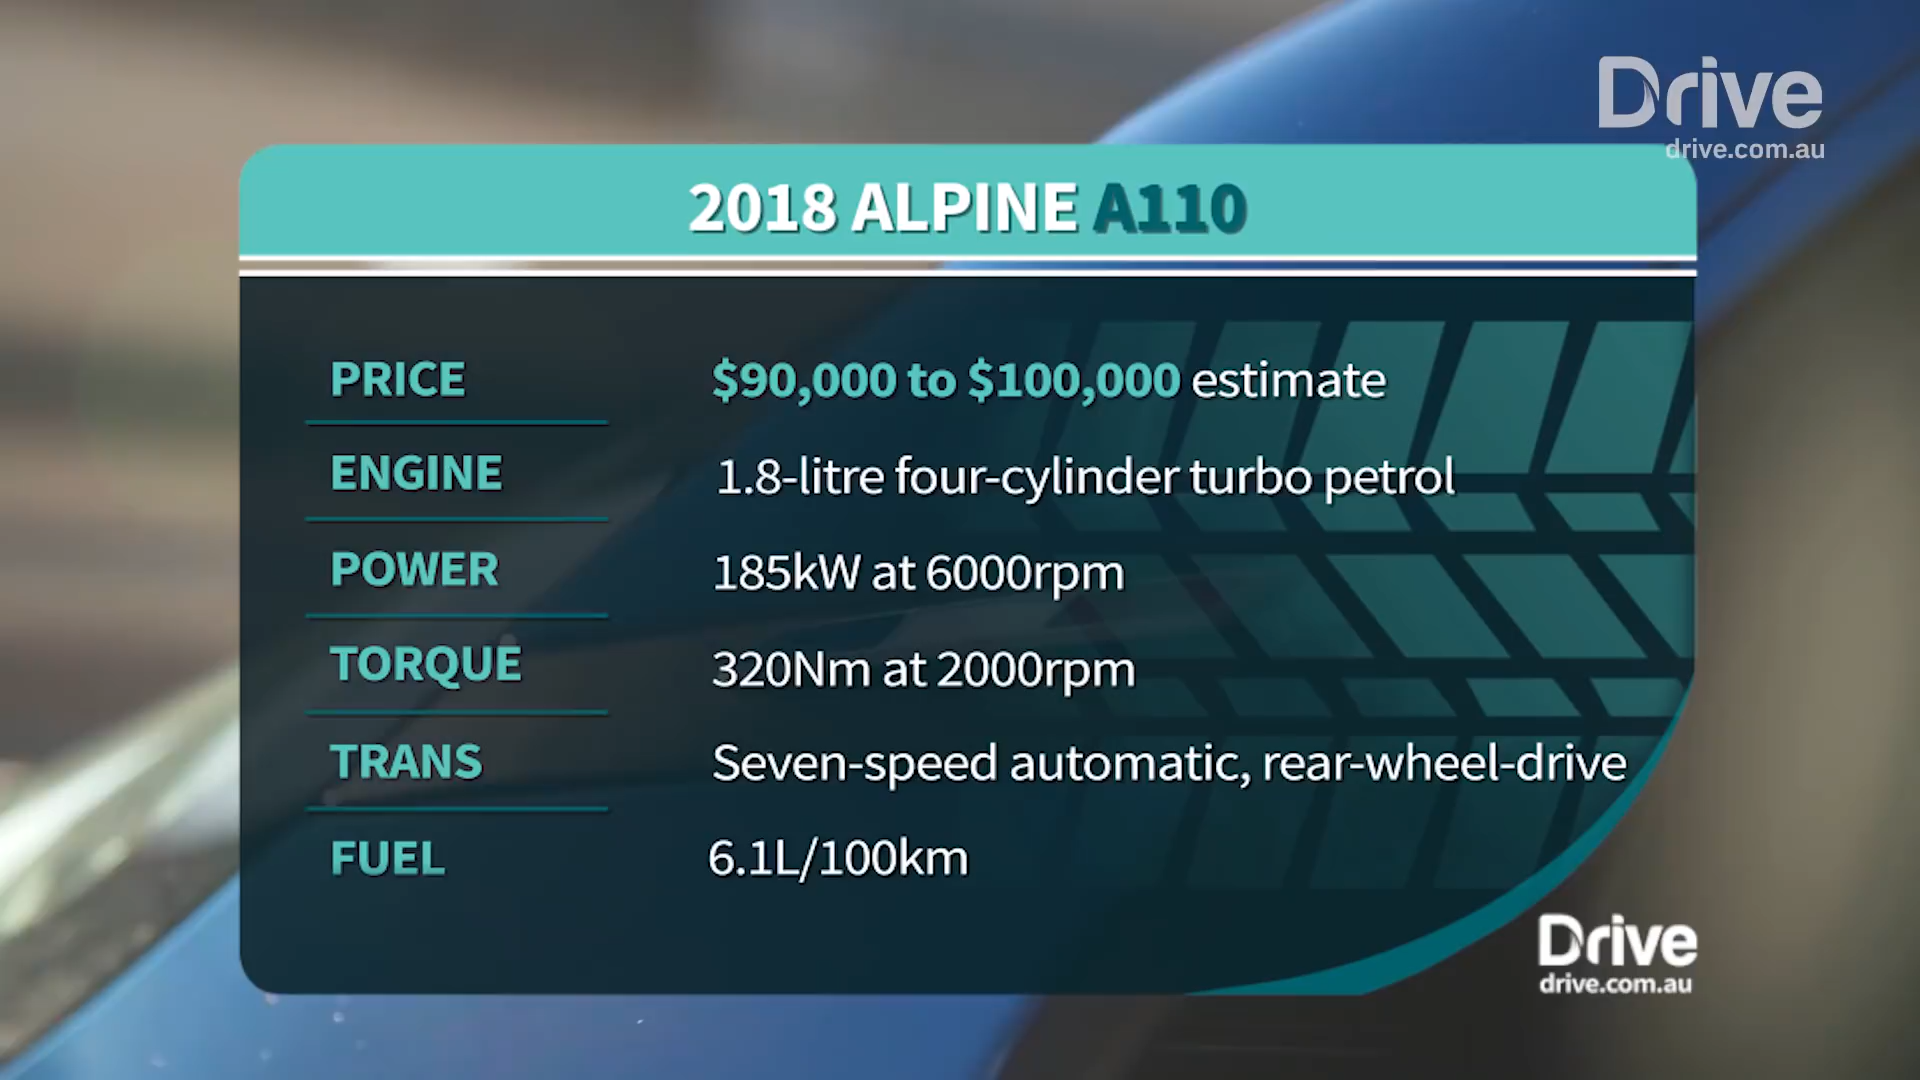 Drive
drive.com.au
2018 ALPINE A110
PRICE $90,000 to $100,000 estimate
ENGINE 1.8-litre four-cylinder turbo petrol
POWER 185kW at 6000rpm
TORQUE 320Nm at 2000rpm
TRANS Seven-speed automatic, rear-wheel-drive
FUEL 6.1L/100km
Drive
drive.com.au